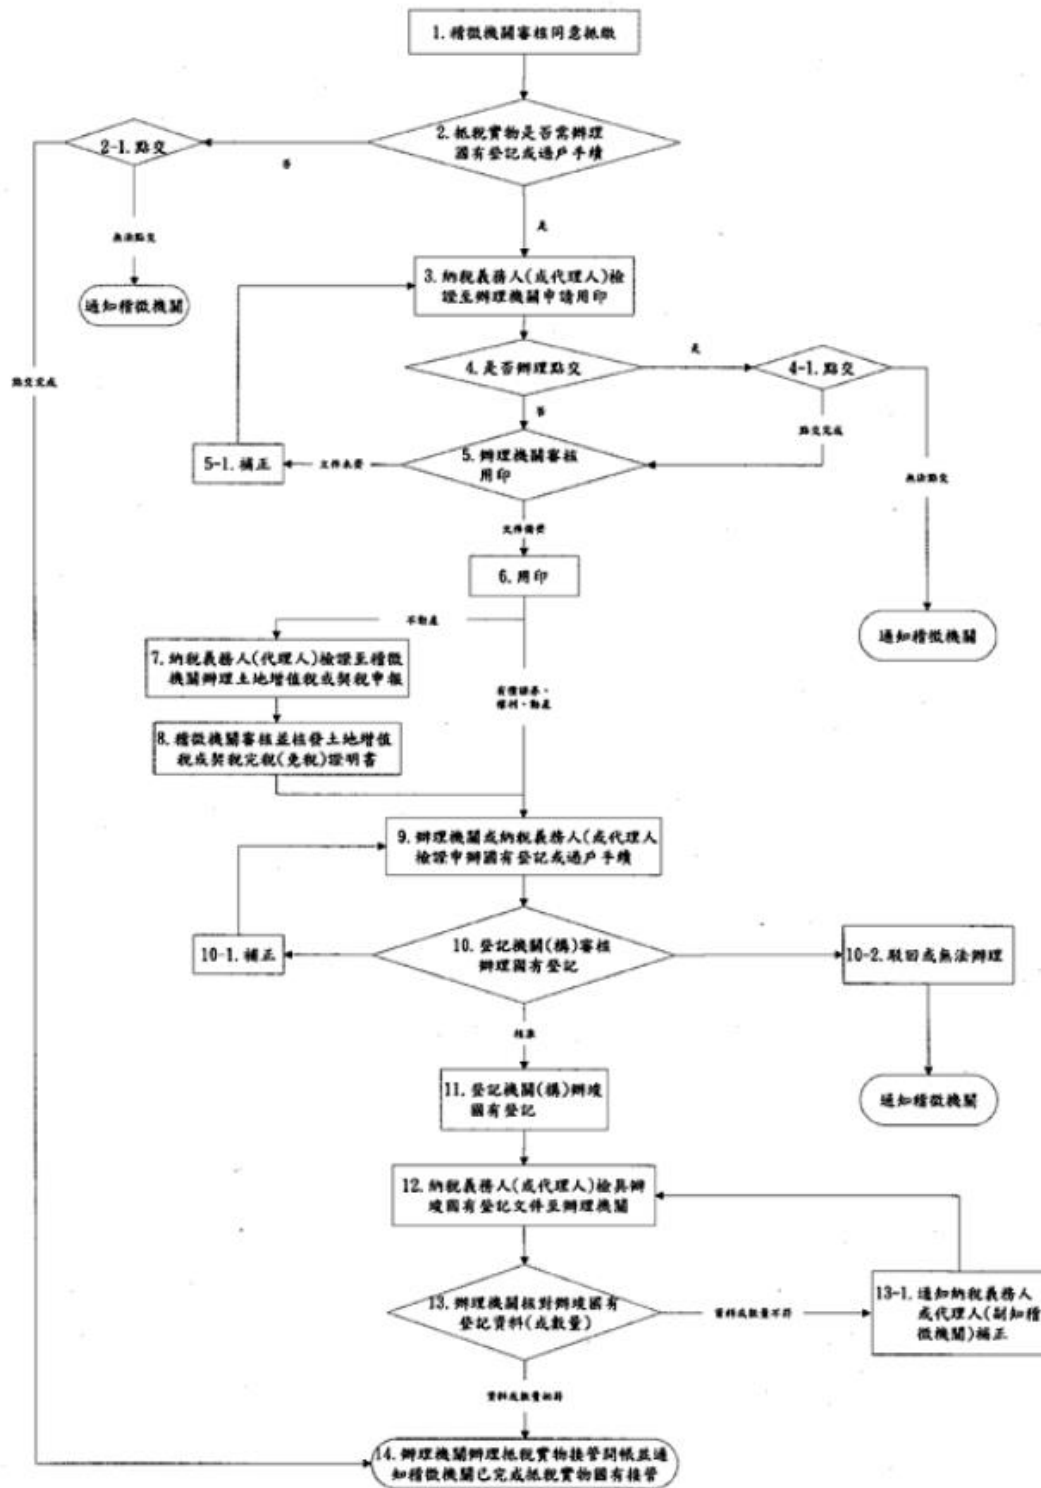 1. 稽徵機關審核同意抵繳
2. 抵稅實物是否需辦理
國有登記或過戶手續
2-1. 點交
否
是
無法點交
通知稽徵機關
3. 納稅義務人(或代理人)檢
證至辦理機關申請用印
4. 是否辦理點交
是
4-1. 點交
點交完成
否
點交完成
5. 辦理機關審核
用印
5-1. 補正
文件未齊
無法點交
文件備齊
6. 用印
不動產
通知稽徵機關
7. 納稅義務人(代理人)檢證至稽徵
機關辦理土地增值稅或契稅申報
有價證券、
權利、動產
8. 稽徵機關審核並核發土地增值
稅或契稅完稅(免稅)證明書
9. 辦理機關或納稅義務人(或代理人
檢證申辦國有登記或過戶手續
10. 登記機關(構)審核
辦理國有登記
10-1. 補正
10-2. 駁回或無法辦理
核准
11. 登記機關(構)辦竣
國有登記
通知稽徵機關
12. 納稅義務人(或代理人)檢具辦
竣國有登記文件至辦理機關
13. 辦理機關核對辦竣國有
登記資料(或數量)
資料或數量不符
13-1. 通知納稅義務人
或代理人(副知稽
徵機關)補正
資料或數量相符
14. 辦理機關辦理抵稅實物接管開帳並通
知稽徵機關已完成抵稅實物國有接管